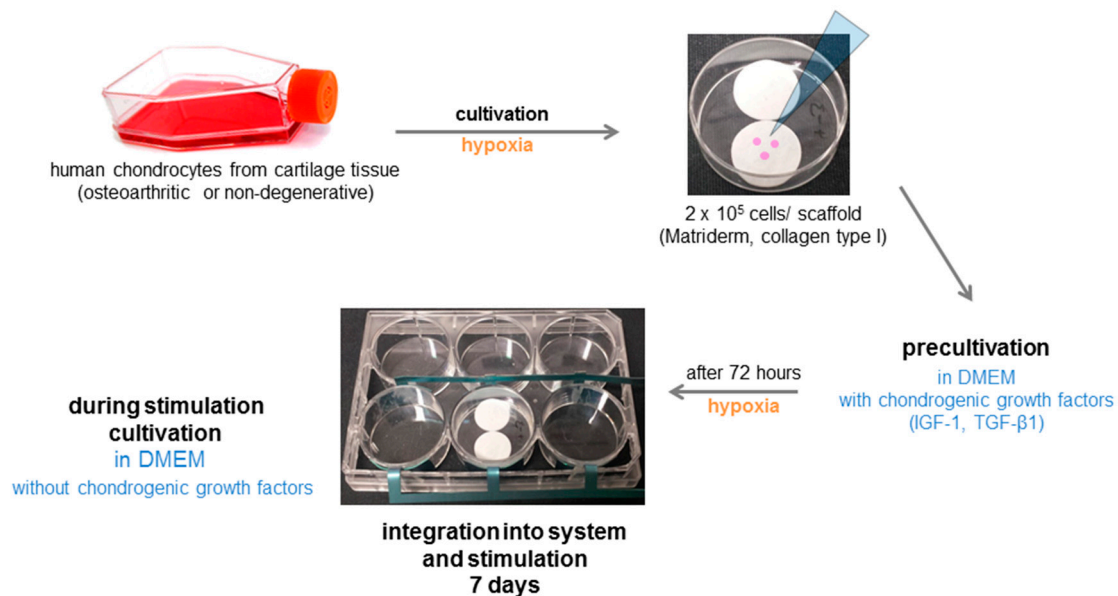 human chondrocytes from cartilage tissue
(osteoarthritic or non-degenerative)
cultivation
hypoxia
2 x 10⁵ cells/ scaffold
(Matriderm, collagen type I)
precultivation
in DMEM
with chondrogenic growth factors
(IGF-1, TGF-β1)
after 72 hours
hypoxia
during stimulation
cultivation
in DMEM
without chondrogenic growth factors
integration into system
and stimulation
7 days